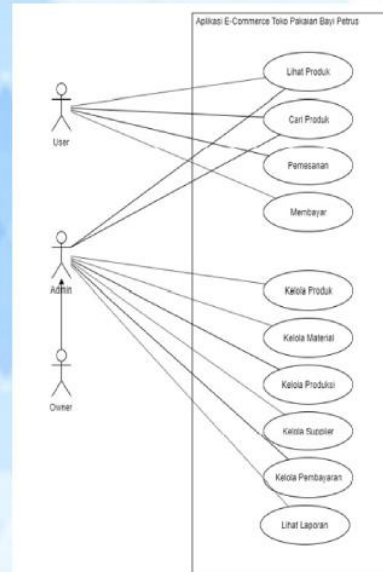 Aplikasi E-Commerce Toko Pakaian Bayi Petrus
Lihat Produk
Cari Produk
User
Pemesanan
Membayar
Admin
Kelola Produk
Kelola Material
Kelola Produksi
Owner
Kelola Supplier
Kelola Pembayaran
Lihat Laporan